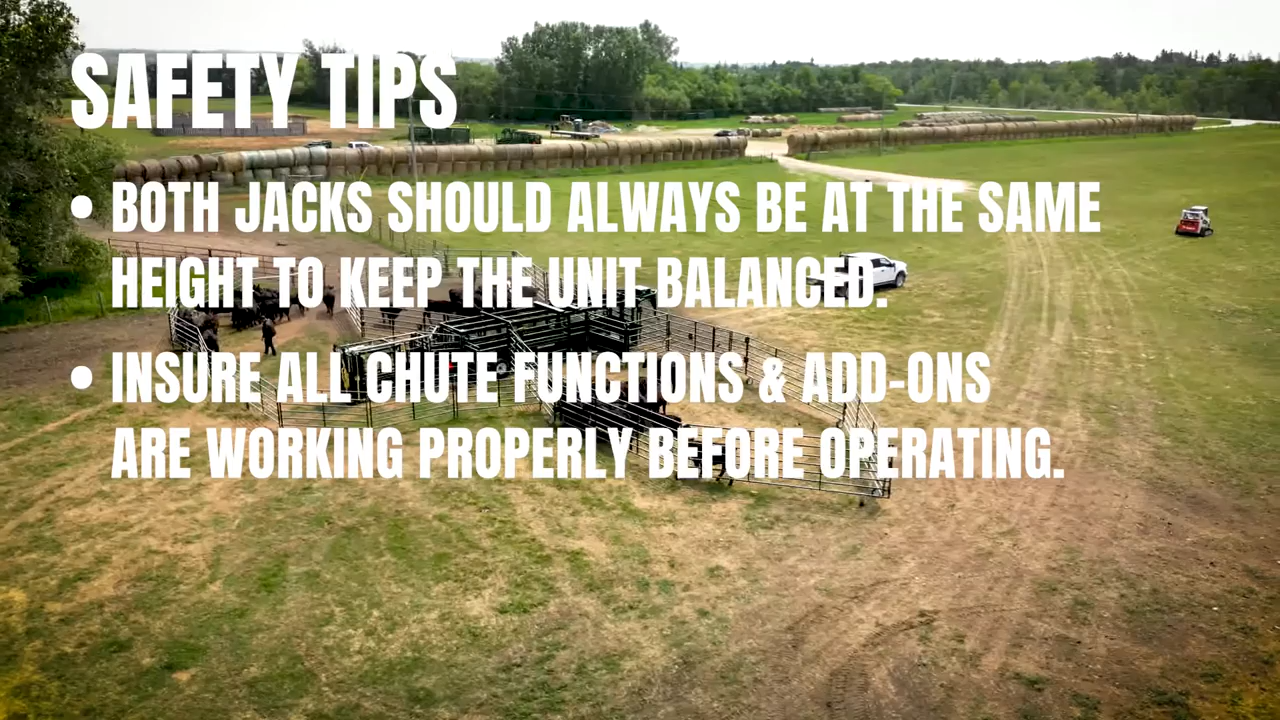 SAFETY TIPS
• BOTH JACKS SHOULD ALWAYS BE AT THE SAME
HEIGHT TO KEEP THE UNIT BALANCED.
• INSURE ALL CHUTE FUNCTIONS & ADD-ONS
ARE WORKING PROPERLY BEFORE OPERATING.